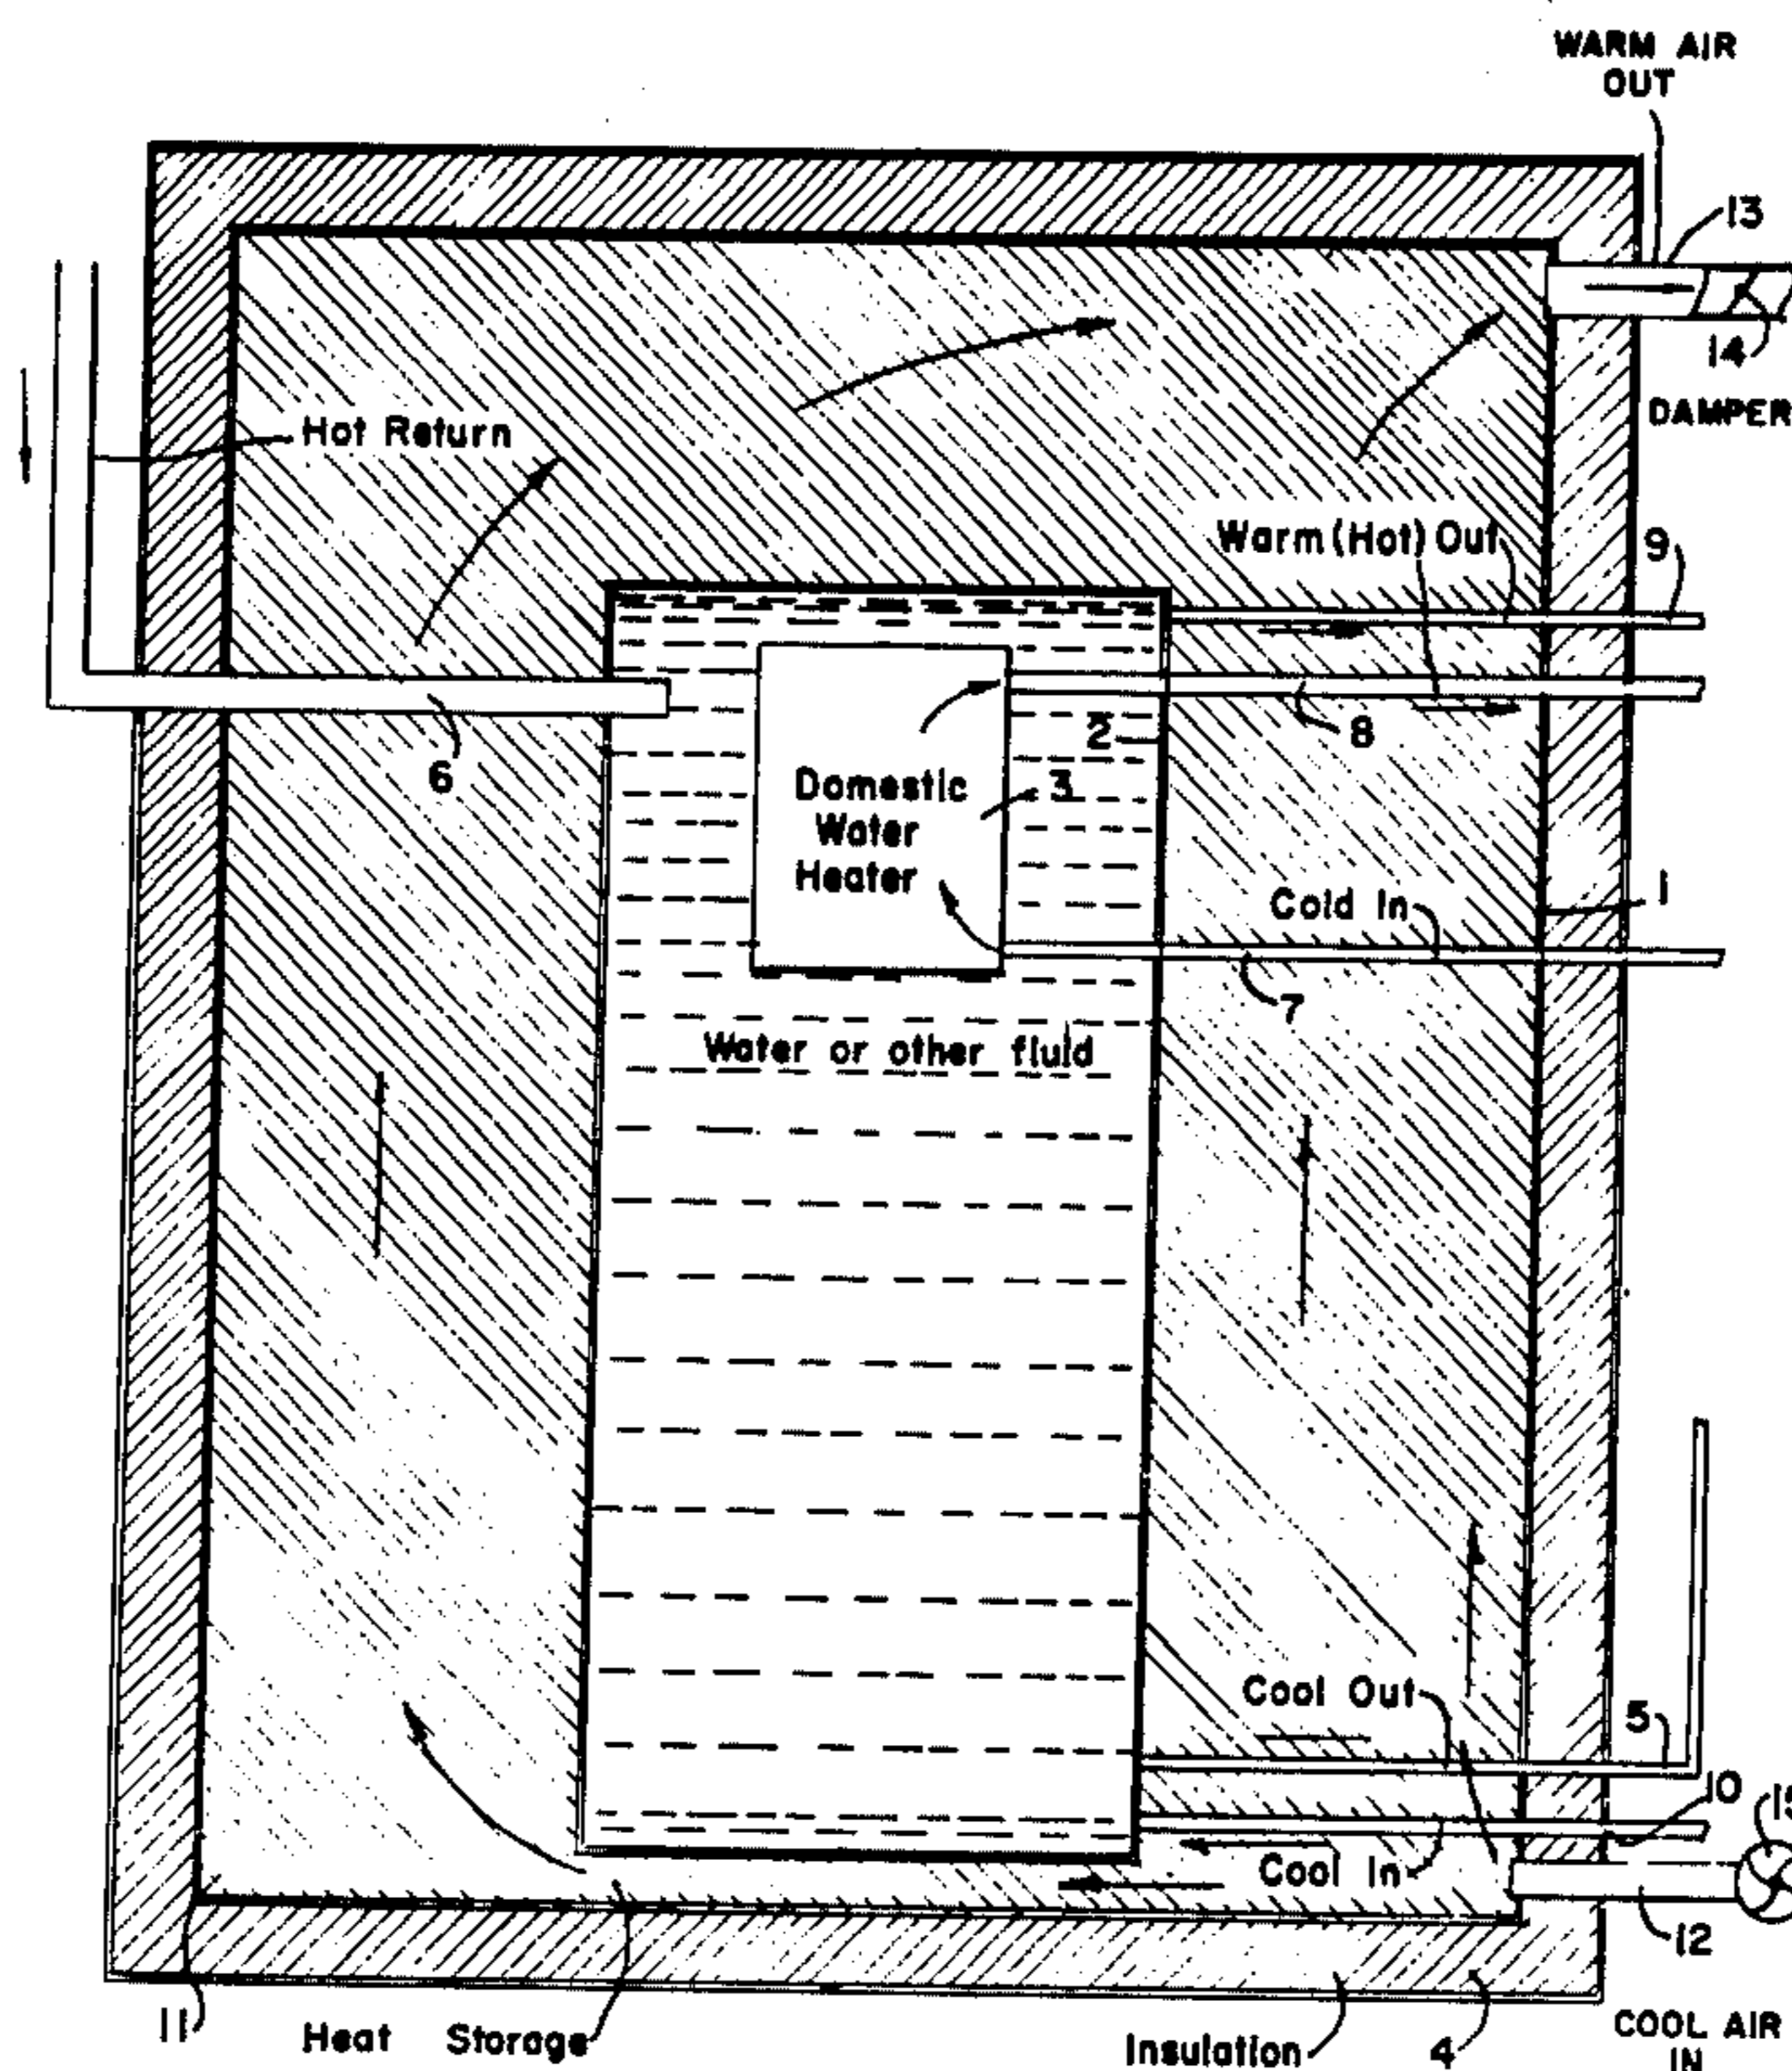 WARM AIR
OUT
13
14
DAMPER
Hot Return
Warm (Hot) Out
9
6
2
8
Domestic
Water
Heater
3
Cold In
1
7
Water or other fluid
Cool Out
5
10
15
Cool In
12
11
Heat Storage
Insulation
4
COOL AIR
IN